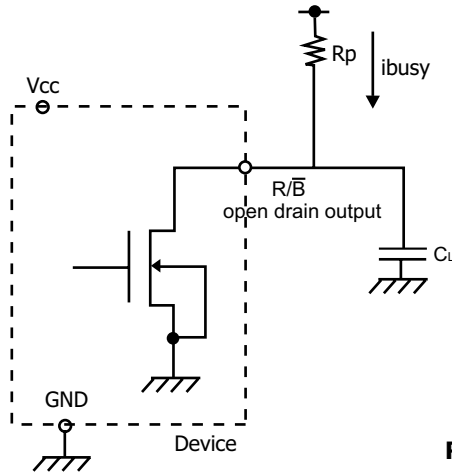 Rp
ibusy
Vcc
R/B̅
open drain output
CL
GND
Device
F